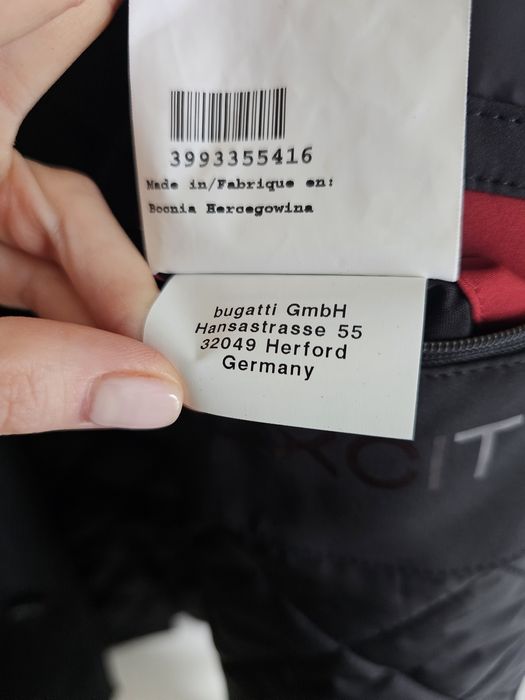 3993355416
Made in/Fabrique en:
Bosnia Hercegowina
bugatti GmbH
Hansastrasse 55
32049 Herford
Germany